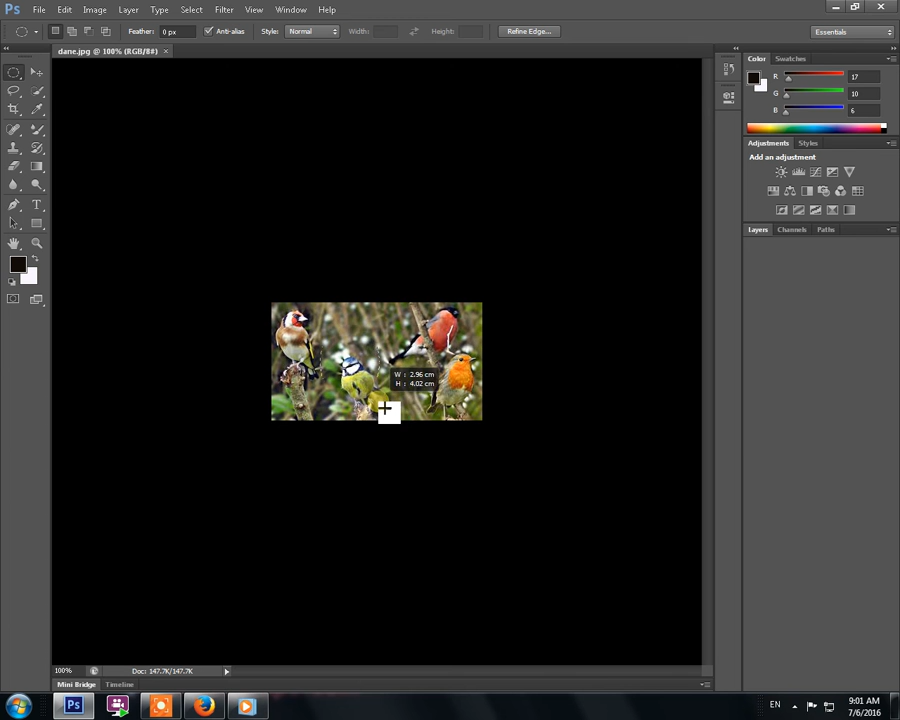 Ps File Edit Image Layer Type Select Filter View Window Help
Feather: 0 px Anti-alias Style: Normal Width: Height: Refine Edge... Essentials
dane.jpg @ 100% (RGB/8#) ×
Color Swatches
R 17
G 10
B 6
Adjustments Styles
Add an adjustment
Layers Channels Paths
W : 2.96 cm
H : 4.02 cm
100% Doc: 147.7K/147.7K
Mini Bridge Timeline
Ps EN 9:01 AM
7/6/2016